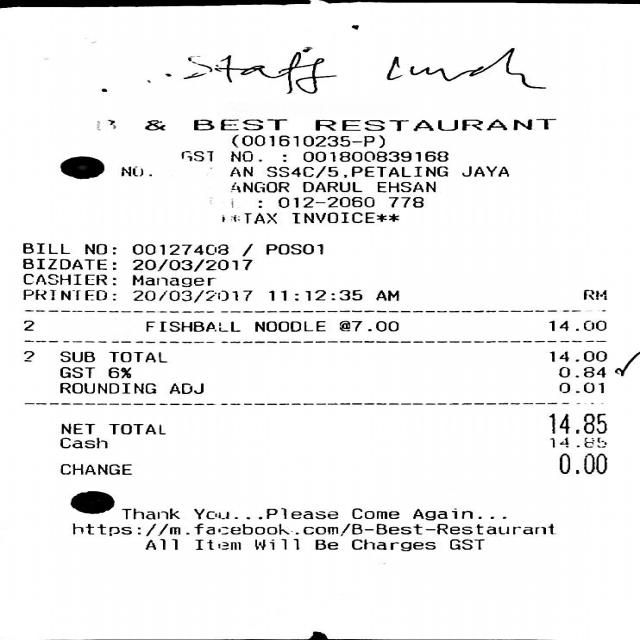 Staff lunch
B & BEST RESTAURANT
(001610235-P)
GST NO. : 001800839168
NO. AN SS4C/5,PETALING JAYA
ANGOR DARUL EHSAN
: 012-2060 778
**TAX INVOICE**
BILL NO: 00127408 / POS01
BIZDATE: 20/03/2017
CASHIER: Manager
PRINTED: 20/03/2017 11:12:35 AM RM
2 FISHBALL NOODLE @7.00 14.00
2 SUB TOTAL 14.00
GST 6% 0.84
ROUNDING ADJ 0.01
NET TOTAL 14.85
Cash 14.85
CHANGE 0.00
Thank You...Please Come Again...
https://m.facebook.com/B-Best-Restaurant
All Item Will Be Charges GST